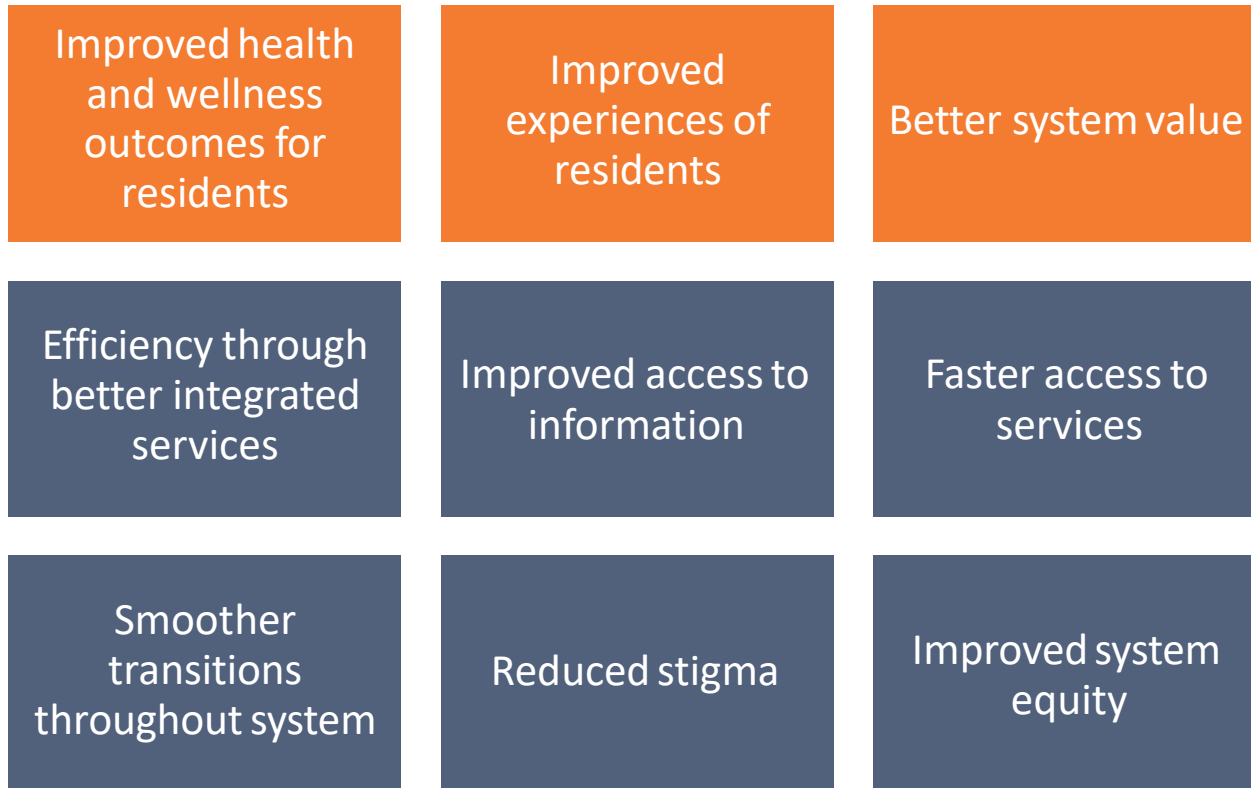 Improved health
and wellness
outcomes for
residents
Improved
experiences of
residents
Better system value
Efficiency through
better integrated
services
Improved access to
information
Faster access to
services
Smoother
transitions
throughout system
Reduced stigma
Improved system
equity